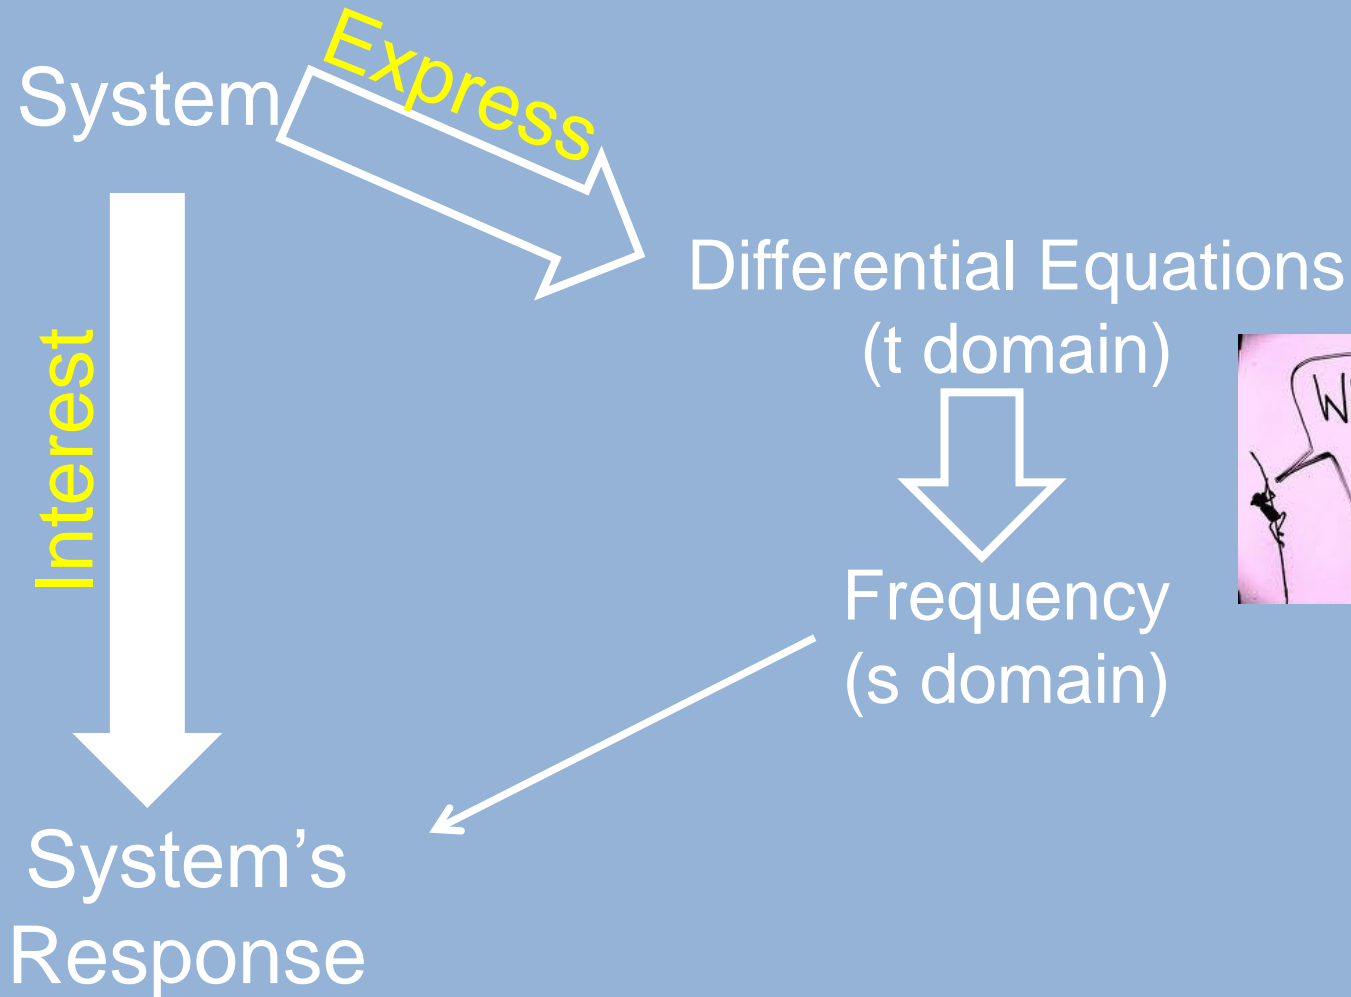 System
Express
Differential Equations
(t domain)
Interest
Frequency
(s domain)
System's
Response